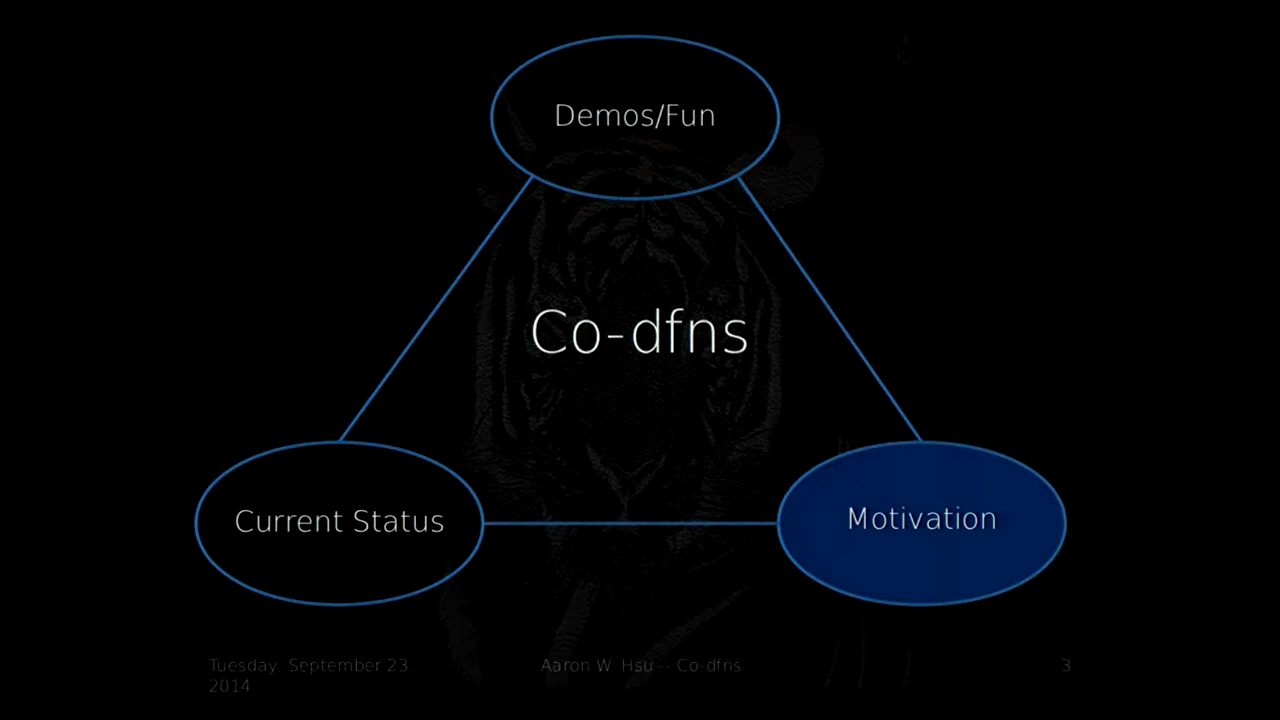 Demos/Fun
Co-dfns
Current Status
Motivation
Tuesday, September 23,
2014
Aaron W. Hsu -- Co-dfns
3